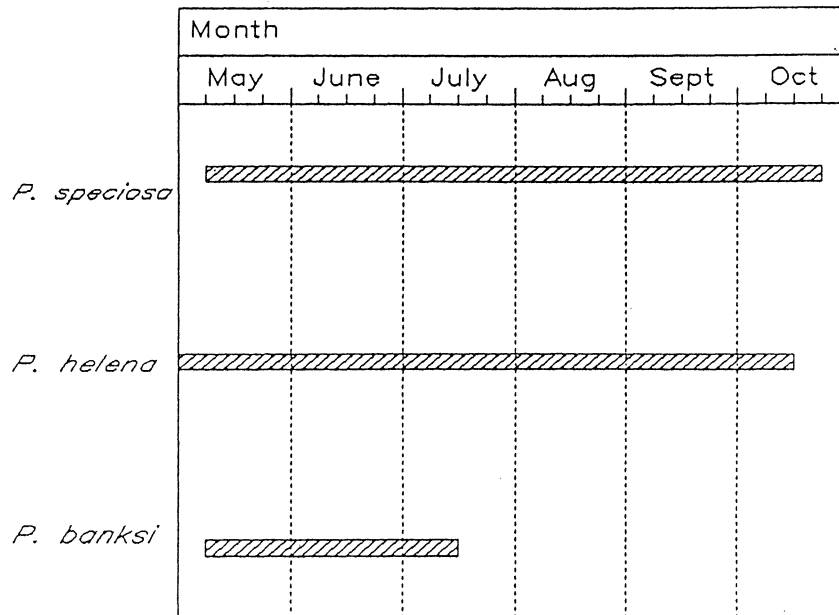 Month
May June July Aug Sept Oct
P. speciosa
P. helena
P. banksi